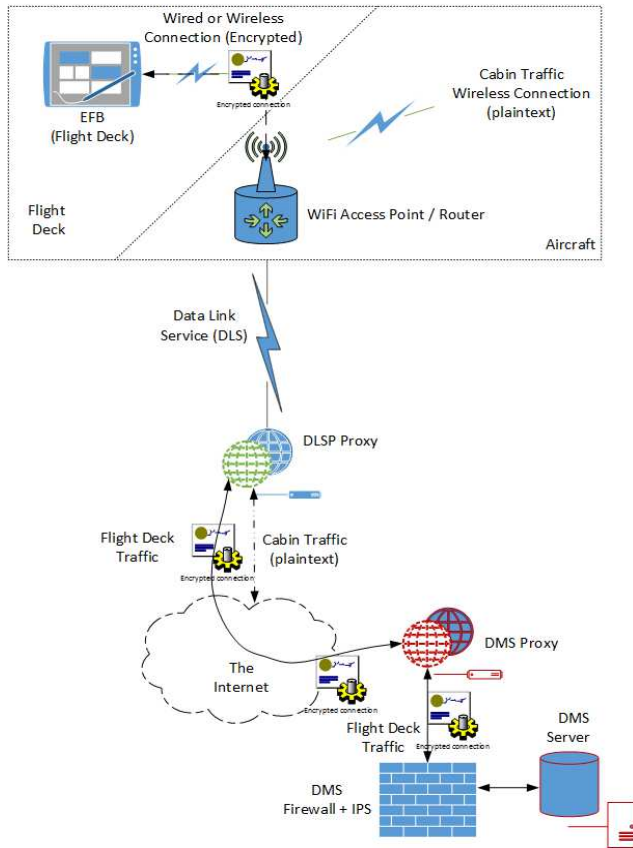 Wired or Wireless
Connection (Encrypted)
Encrypted connection
EFB
(Flight Deck)
Cabin Traffic
Wireless Connection
(plaintext)
Flight
Deck
WiFi Access Point / Router
Aircraft
Data Link
Service (DLS)
DLSP Proxy
Flight Deck
Traffic
Encrypted connection
Cabin Traffic
(plaintext)
The
Internet
DMS Proxy
Encrypted connection
Flight Deck
Traffic
Encrypted connection
DMS
Server
DMS
Firewall + IPS